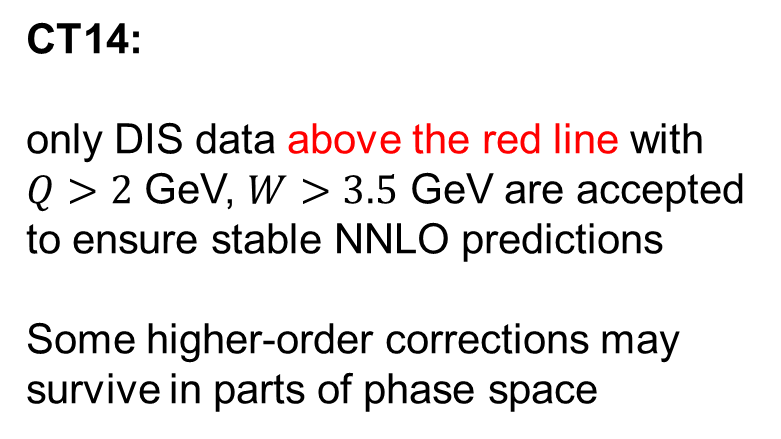 CT14:
only DIS data above the red line with
Q > 2 GeV, W > 3.5 GeV are accepted
to ensure stable NNLO predictions
Some higher-order corrections may
survive in parts of phase space